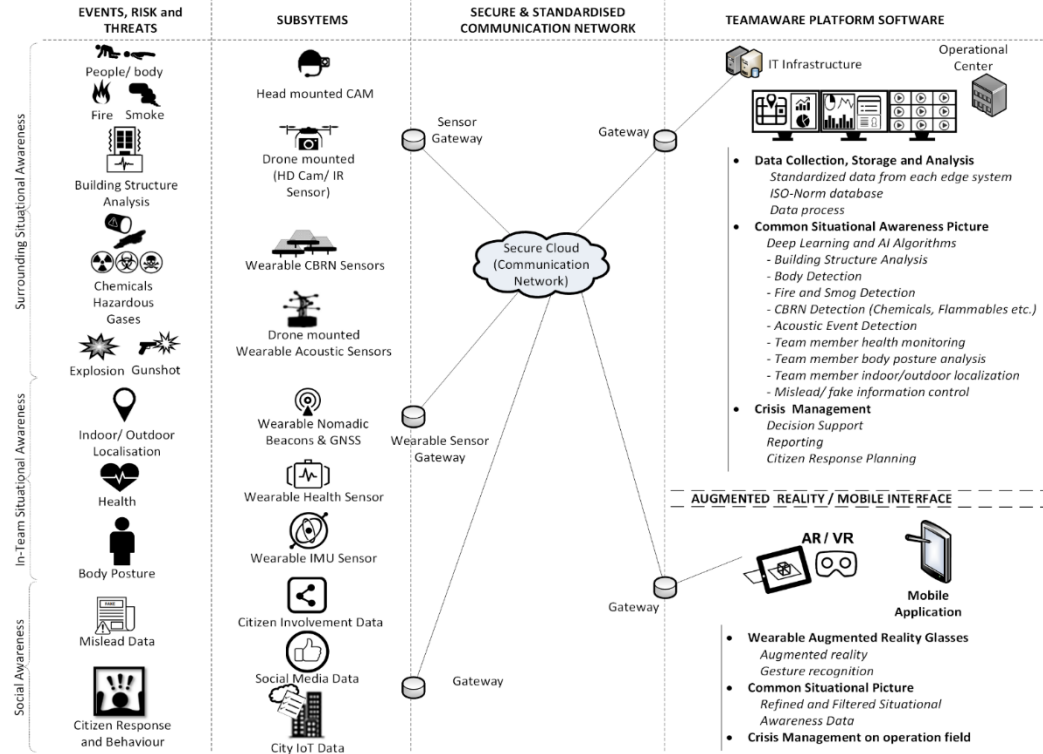 EVENTS, RISK and
THREATS
SUBSYTEMS
SECURE & STANDARDISED
COMMUNICATION NETWORK
TEAMAWARE PLATFORM SOFTWARE
Surrounding Situational Awareness
People/ body
Fire
Smoke
Building Structure
Analysis
Chemicals
Hazardous
Gases
Explosion
Gunshot
In-Team Situational Awareness
Indoor/ Outdoor
Localisation
Health
Body Posture
Social Awareness
FAKE
Mislead Data
Citizen Response
and Behaviour
Head mounted CAM
Drone mounted
(HD Cam/ IR
Sensor)
Wearable CBRN Sensors
Drone mounted
Wearable Acoustic Sensors
Wearable Nomadic
Beacons & GNSS
Wearable Health Sensor
Wearable IMU Sensor
Citizen Involvement Data
Social Media Data
City IoT Data
Sensor
Gateway
Gateway
Secure Cloud
(Communication
Network)
Wearable Sensor
Gateway
Gateway
Gateway
IT Infrastructure
Operational
Center
• Data Collection, Storage and Analysis
Standardized data from each edge system
ISO-Norm database
Data process
• Common Situational Awareness Picture
Deep Learning and AI Algorithms
- Building Structure Analysis
- Body Detection
- Fire and Smog Detection
- CBRN Detection (Chemicals, Flammables etc.)
- Acoustic Event Detection
- Team member health monitoring
- Team member body posture analysis
- Team member indoor/outdoor localization
- Mislead/ fake information control
• Crisis Management
Decision Support
Reporting
Citizen Response Planning
AUGMENTED REALITY / MOBILE INTERFACE
AR / VR
Mobile
Application
• Wearable Augmented Reality Glasses
Augmented reality
Gesture recognition
• Common Situational Picture
Refined and Filtered Situational
Awareness Data
• Crisis Management on operation field